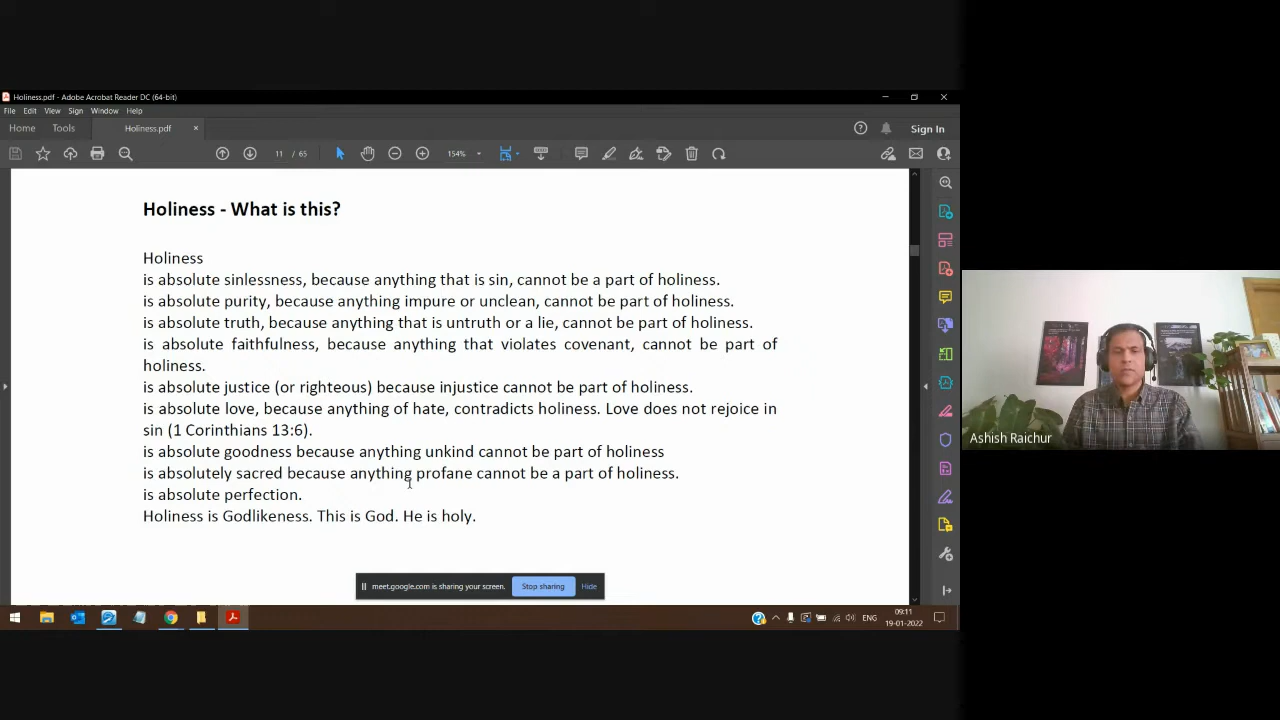 Holiness.pdf - Adobe Acrobat Reader DC (64-bit)
File Edit View Sign Window Help
Home Tools Holiness.pdf × Sign In
11 / 65 154%
Holiness - What is this?
Holiness
is absolute sinlessness, because anything that is sin, cannot be a part of holiness.
is absolute purity, because anything impure or unclean, cannot be part of holiness.
is absolute truth, because anything that is untruth or a lie, cannot be part of holiness.
is absolute faithfulness, because anything that violates covenant, cannot be part of
holiness.
is absolute justice (or righteous) because injustice cannot be part of holiness.
is absolute love, because anything of hate, contradicts holiness. Love does not rejoice in
sin (1 Corinthians 13:6).
is absolute goodness because anything unkind cannot be part of holiness
is absolutely sacred because anything profane cannot be a part of holiness.
is absolute perfection.
Holiness is Godlikeness. This is God. He is holy.
Ashish Raichur
meet.google.com is sharing your screen. Stop sharing Hide
ENG 09:11
19-01-2022